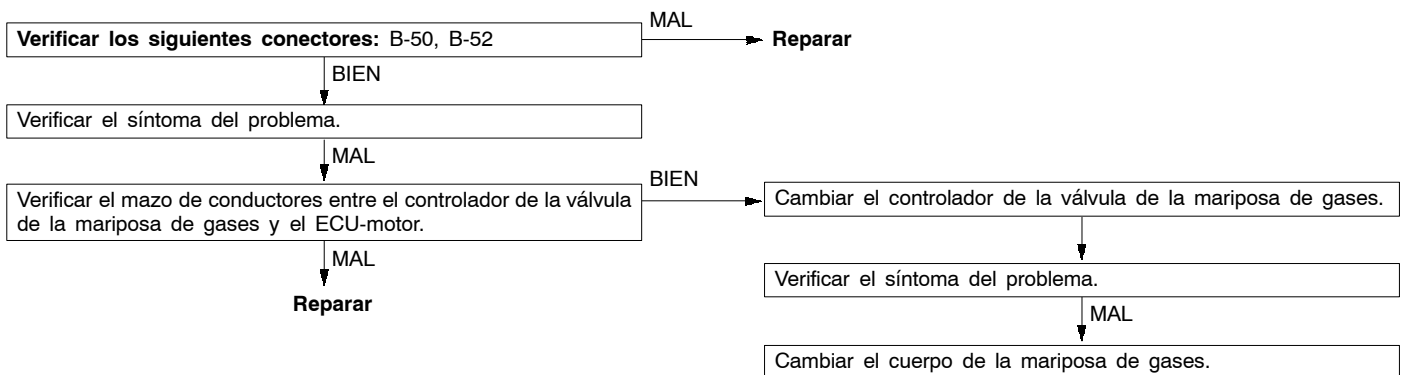 Verificar los siguientes conectores: B-50, B-52
MAL
Reparar
BIEN
Verificar el síntoma del problema.
MAL
Verificar el mazo de conductores entre el controlador de la válvula
de la mariposa de gases y el ECU-motor.
BIEN
Cambiar el controlador de la válvula de la mariposa de gases.
MAL
Reparar
Verificar el síntoma del problema.
MAL
Cambiar el cuerpo de la mariposa de gases.